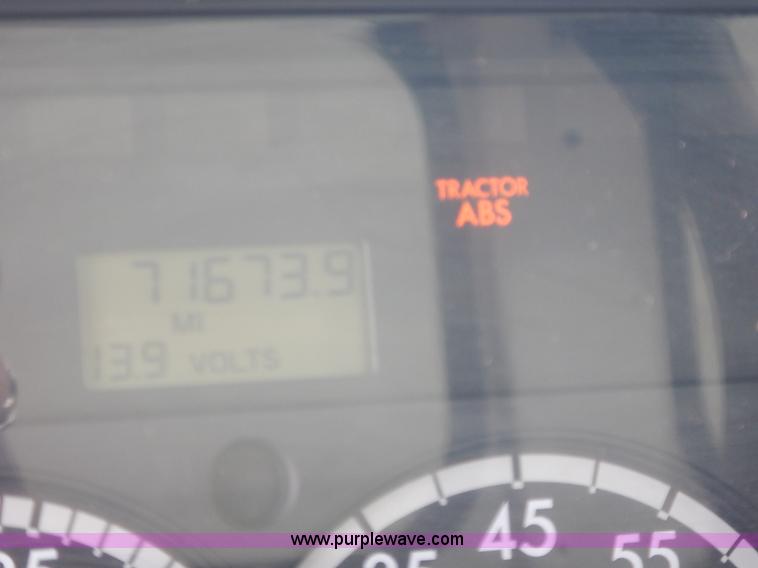 TRACTOR
ABS
71673.9
MI
13.9 VOLTS
45
55
www.purplewave.com